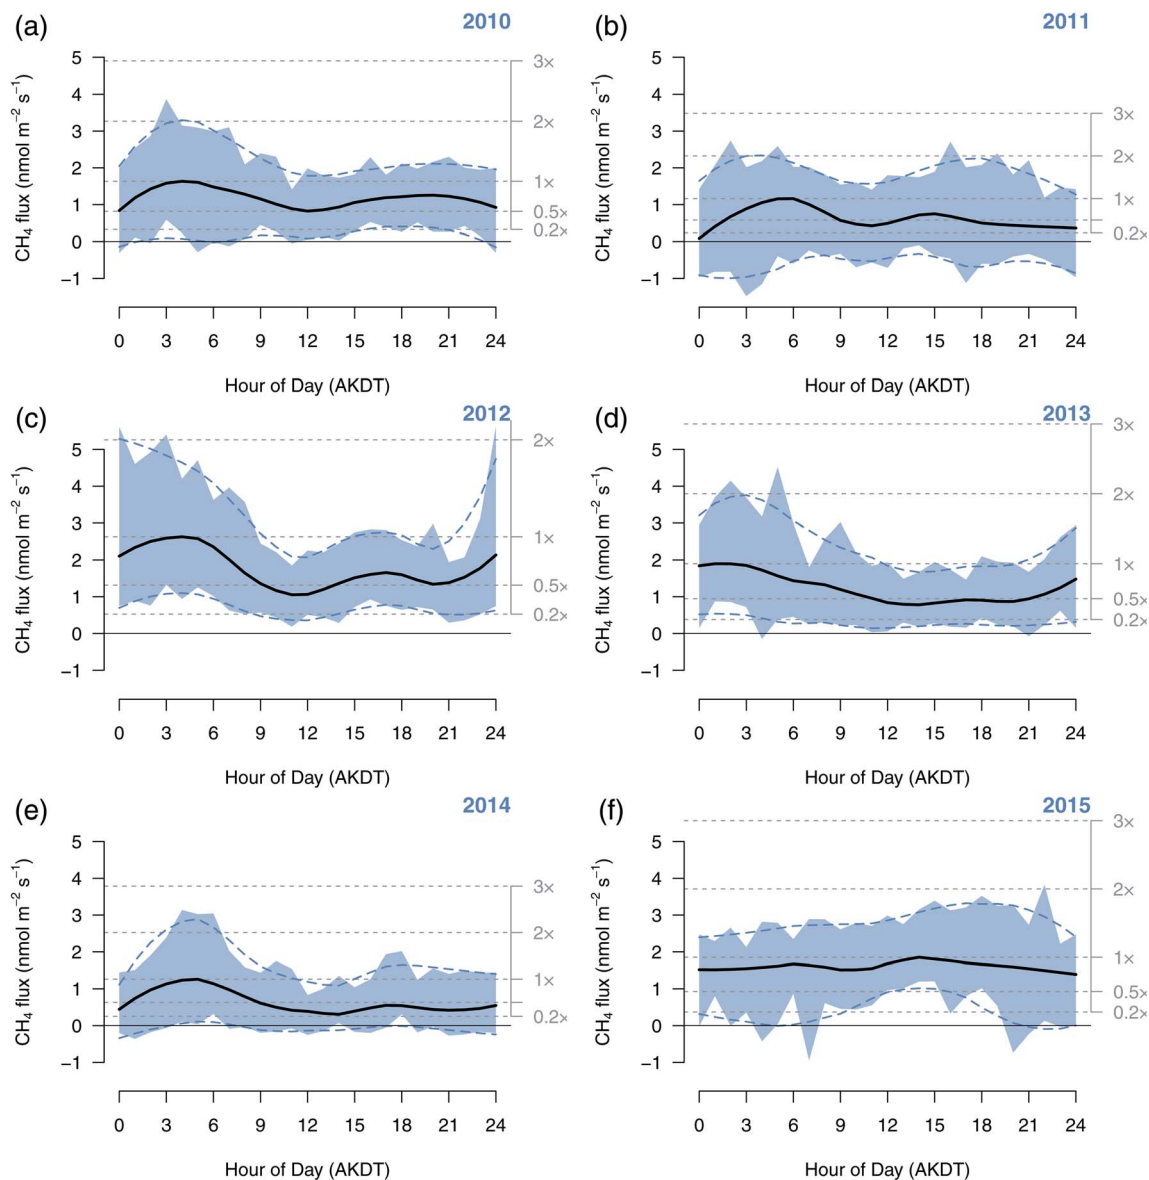 (a) 2010
CH₄ flux (nmol m⁻² s⁻¹)
5
4
3
2
1
0
−1
3×
2×
1×
0.5×
0.2×
0 3 6 9 12 15 18 21 24
Hour of Day (AKDT)
(b) 2011
CH₄ flux (nmol m⁻² s⁻¹)
5
4
3
2
1
0
−1
3×
2×
1×
0.2×
0 3 6 9 12 15 18 21 24
Hour of Day (AKDT)
(c) 2012
CH₄ flux (nmol m⁻² s⁻¹)
5
4
3
2
1
0
−1
2×
1×
0.5×
0.2×
0 3 6 9 12 15 18 21 24
Hour of Day (AKDT)
(d) 2013
CH₄ flux (nmol m⁻² s⁻¹)
5
4
3
2
1
0
−1
3×
2×
1×
0.5×
0.2×
0 3 6 9 12 15 18 21 24
Hour of Day (AKDT)
(e) 2014
CH₄ flux (nmol m⁻² s⁻¹)
5
4
3
2
1
0
−1
3×
2×
1×
0.2×
0 3 6 9 12 15 18 21 24
Hour of Day (AKDT)
(f) 2015
CH₄ flux (nmol m⁻² s⁻¹)
5
4
3
2
1
0
−1
3×
2×
1×
0.5×
0.2×
0 3 6 9 12 15 18 21 24
Hour of Day (AKDT)